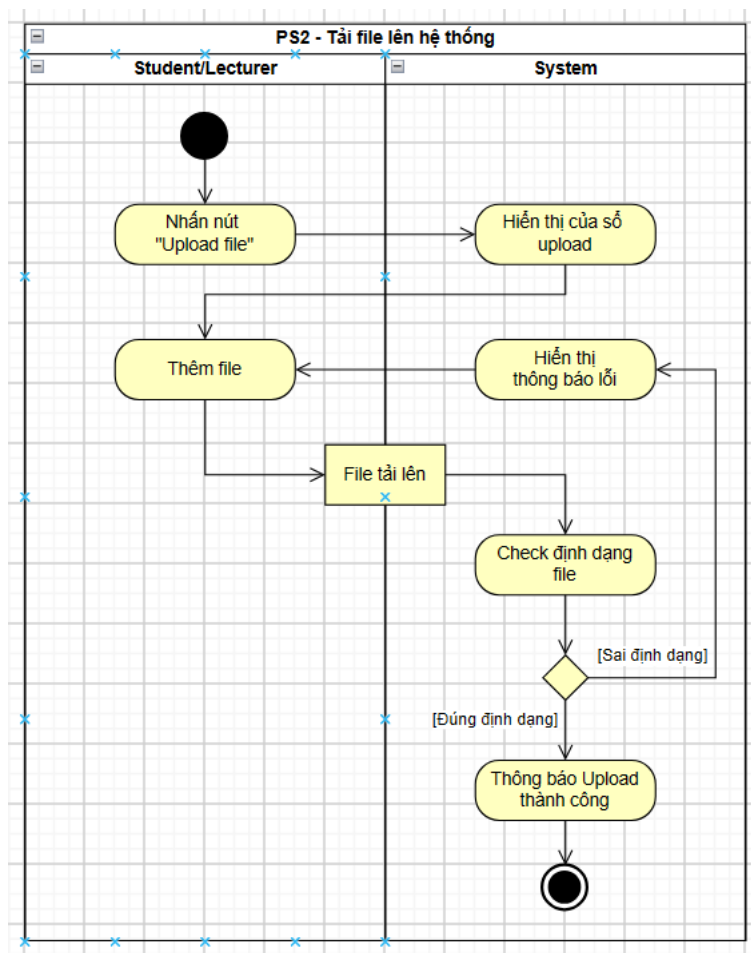 PS2 - Tải file lên hệ thống
Student/Lecturer
System
Nhấn nút
"Upload file"
Hiển thị của sổ
upload
Thêm file
Hiển thị
thông báo lỗi
File tải lên
Check định dạng
file
[Sai định dạng]
[Đúng định dạng]
Thông báo Upload
thành công